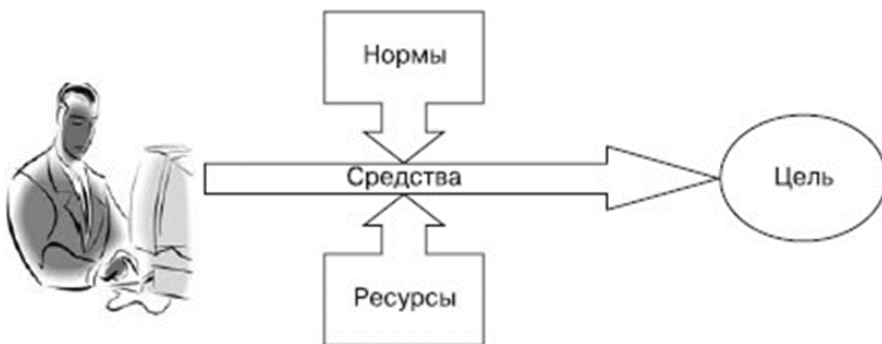 Нормы
Средства
Цель
Ресурсы